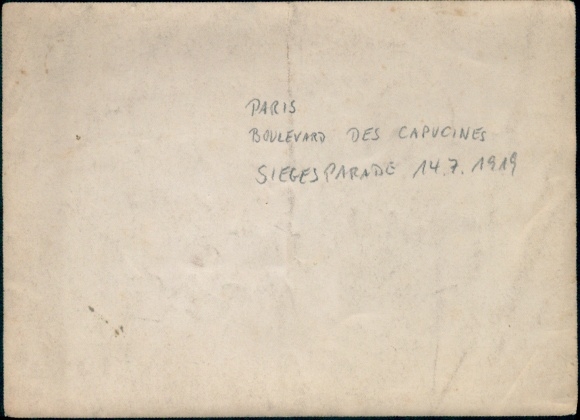 PARIS
BOULEVARD DES CAPUCINES
SIEGESPARADE 14.7.1919